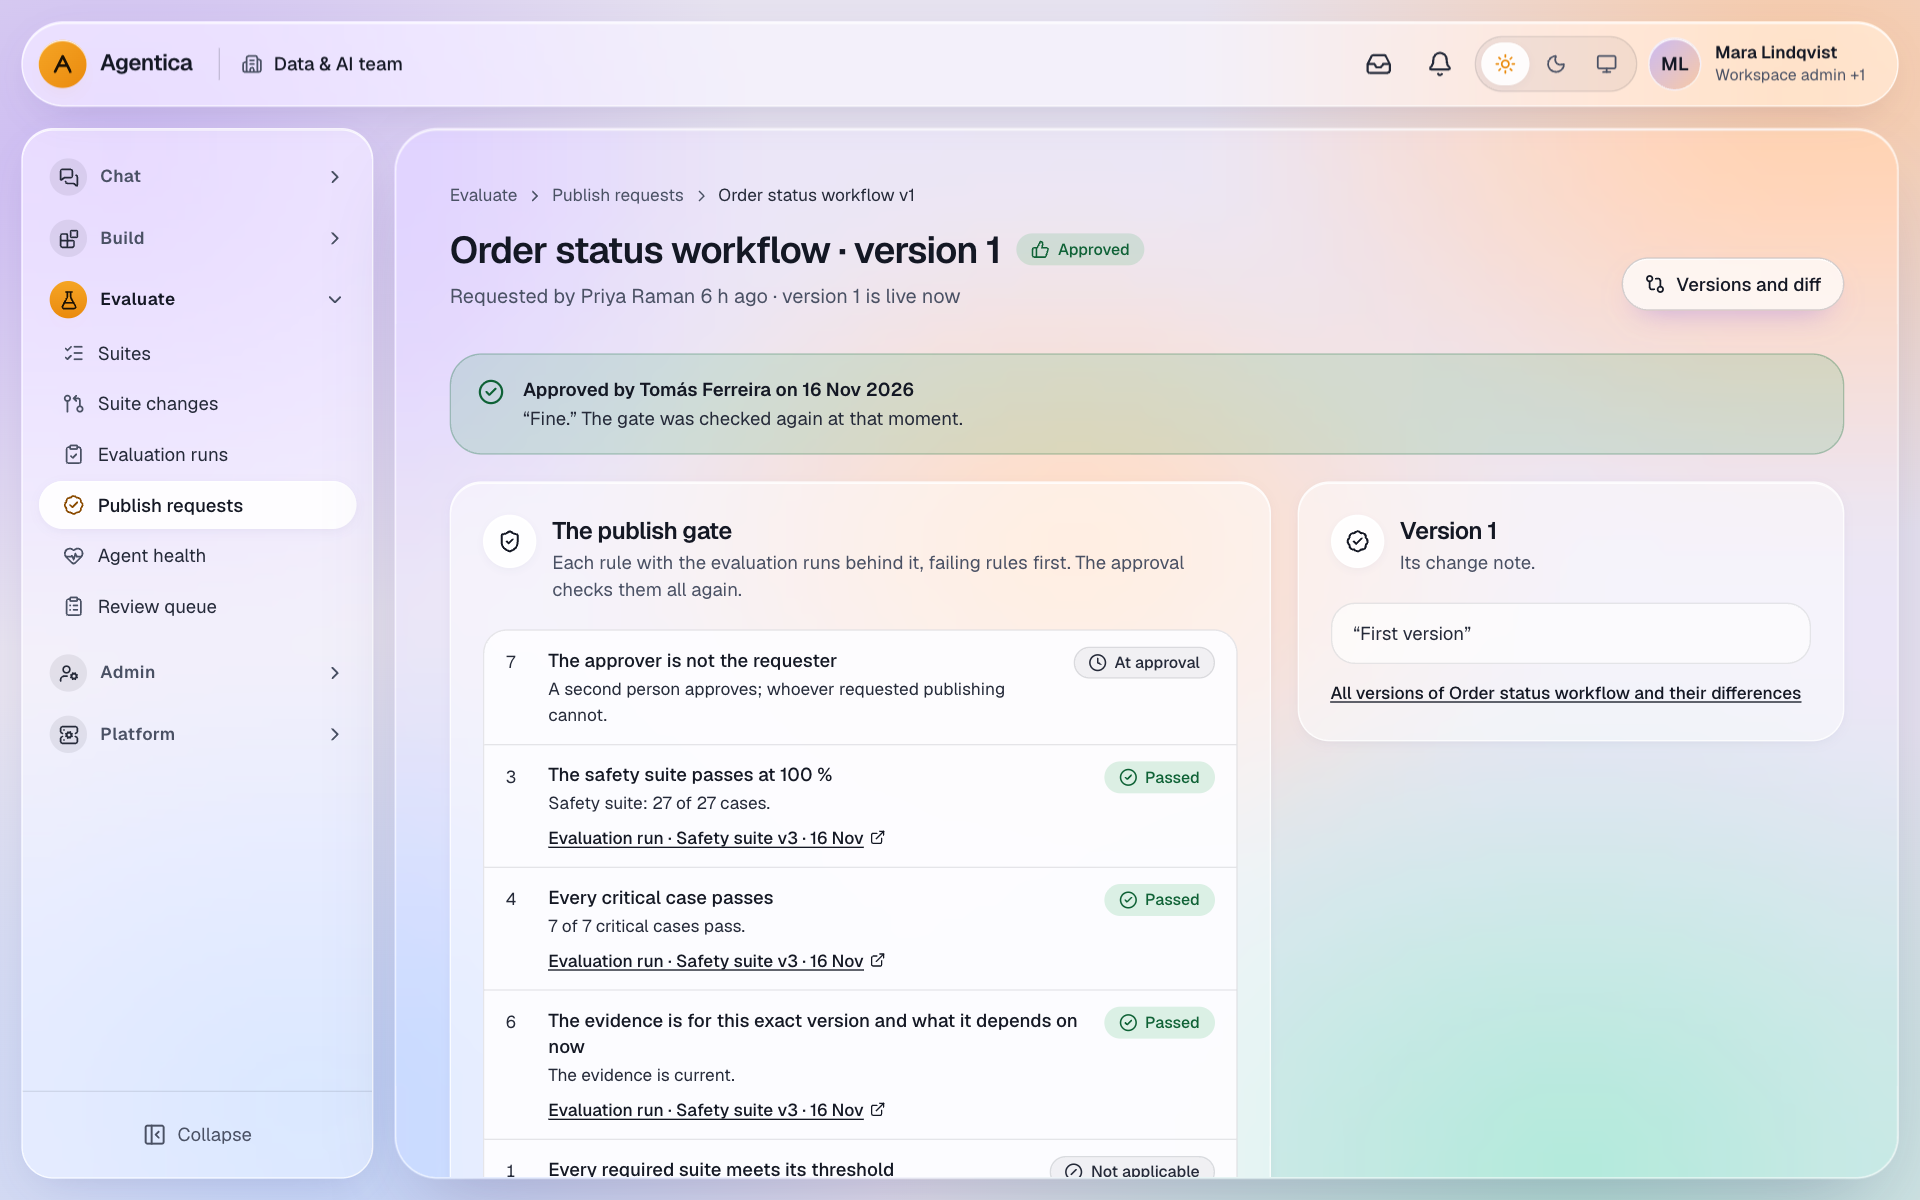 Agentica
Data & AI team
ML
Mara Lindqvist
Workspace admin +1
Chat
Build
Evaluate
Suites
Suite changes
Evaluation runs
Publish requests
Agent health
Review queue
Admin
Platform
Collapse
Evaluate > Publish requests > Order status workflow v1
Order status workflow · version 1
Approved
Requested by Priya Raman 6 h ago · version 1 is live now
Versions and diff
Approved by Tomás Ferreira on 16 Nov 2026
“Fine.” The gate was checked again at that moment.
The publish gate
Each rule with the evaluation runs behind it, failing rules first. The approval
checks them all again.
7 The approver is not the requester At approval
A second person approves; whoever requested publishing
cannot.
3 The safety suite passes at 100 % Passed
Safety suite: 27 of 27 cases.
Evaluation run · Safety suite v3 · 16 Nov
4 Every critical case passes Passed
7 of 7 critical cases pass.
Evaluation run · Safety suite v3 · 16 Nov
6 The evidence is for this exact version and what it depends on Passed
now
The evidence is current.
Evaluation run · Safety suite v3 · 16 Nov
1 Every required suite meets its threshold Not applicable
Version 1
Its change note.
“First version”
All versions of Order status workflow and their differences